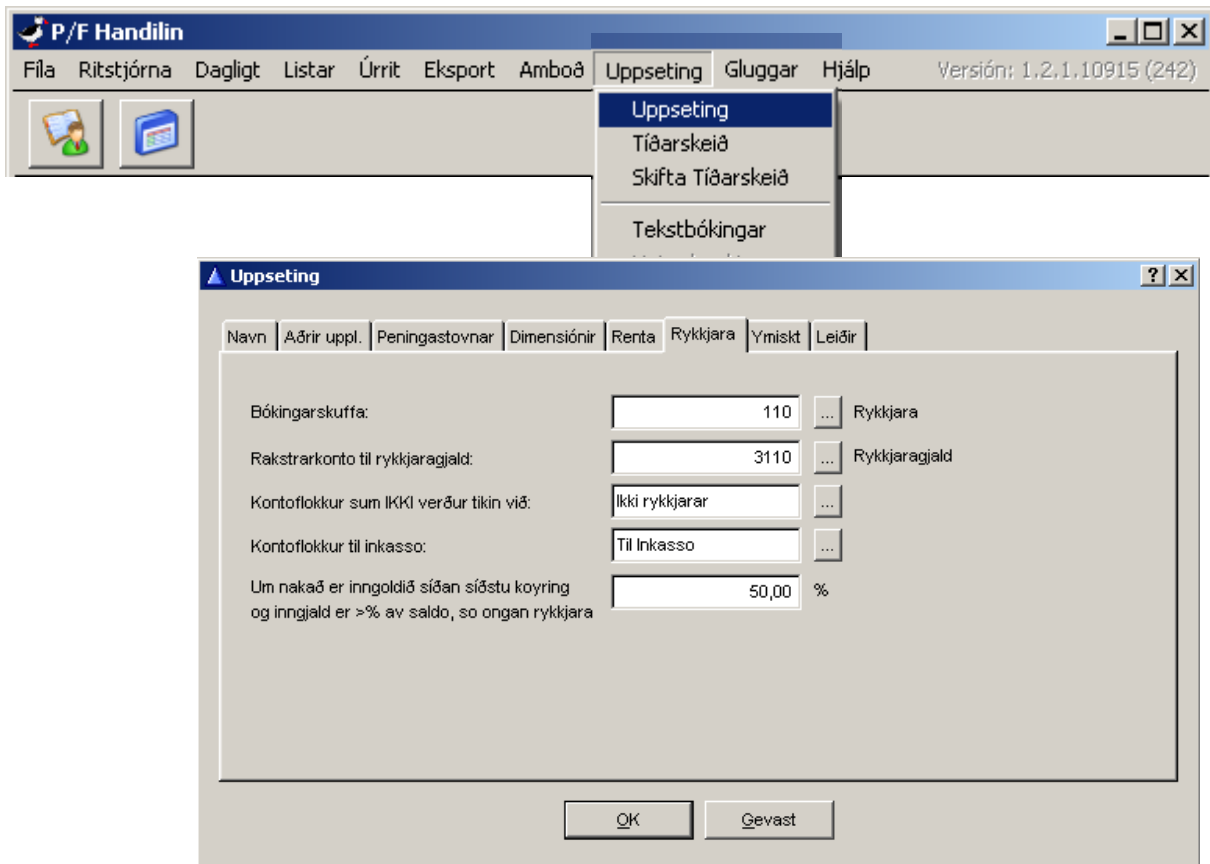 P/F Handilin
Fíla Ritstjórna Dagligt Listar Úrrit Eksport Amboð Uppseting Gluggar Hjálp Versión: 1.2.1.10915 (242)
Uppseting
Tíðarskeið
Skifta Tíðarskeið
Tekstbókingar
Uppseting
Navn Aðrir uppl. Peningastovnar Dimensiónir Renta Rykkjara Ymiskt Leiðir
Bókingarskuffa: 110 ... Rykkjara
Rakstrarkonto til rykkjaragjald: 3110 ... Rykkjaragjald
Kontoflokkur sum IKKI verður tikin við: Ikki rykkjarar ...
Kontoflokkur til inkasso: Til Inkasso ...
Um nakað er inngoldið síðan síðstu koyring 50,00 %
og inngjald er >% av saldo, so ongan rykkjara
OK Gevast